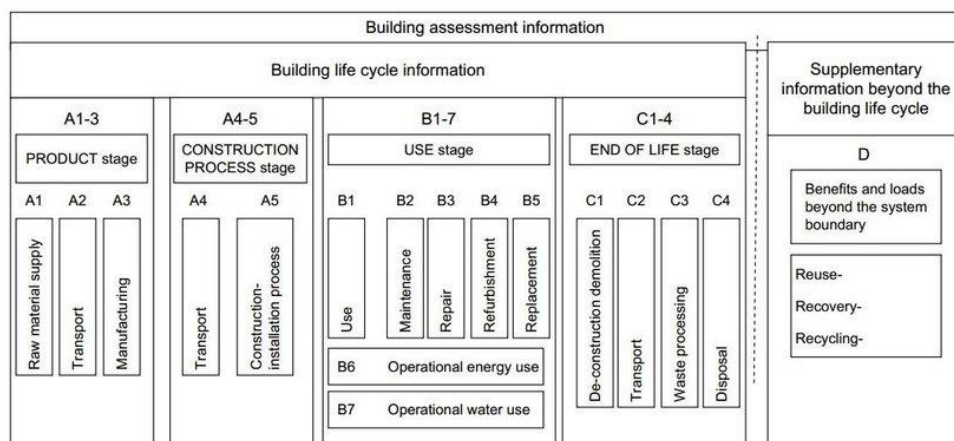 Building assessment information
Building life cycle information
Supplementary
information beyond the
building life cycle
A1-3
PRODUCT stage
A1
A2
A3
Raw material supply
Transport
Manufacturing
A4-5
CONSTRUCTION
PROCESS stage
A4
A5
Transport
Construction-
installation process
B1-7
USE stage
B1
B2
B3
B4
B5
Use
Maintenance
Repair
Refurbishment
Replacement
B6 Operational energy use
B7 Operational water use
C1-4
END OF LIFE stage
C1
C2
C3
C4
De-construction demolition
Transport
Waste processing
Disposal
D
Benefits and loads
beyond the system
boundary
Reuse-
Recovery-
Recycling-